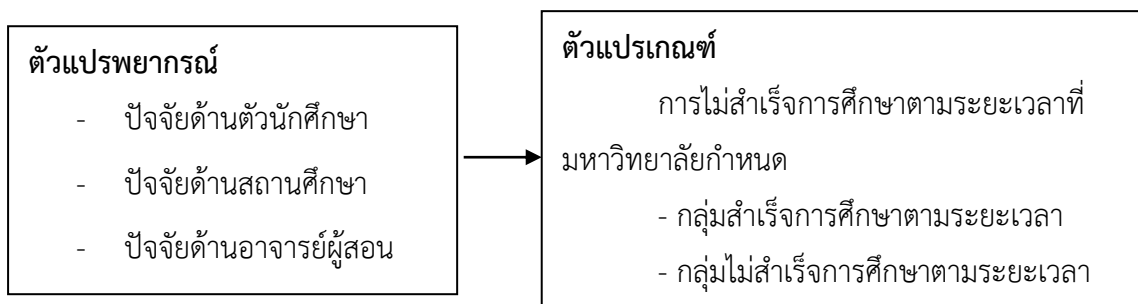 ตัวแปรพยากรณ์
- ปัจจัยด้านตัวนักศึกษา
- ปัจจัยด้านสถานศึกษา
- ปัจจัยด้านอาจารย์ผู้สอน
ตัวแปรเกณฑ์
การไม่สำเร็จการศึกษาตามระยะเวลาที่
มหาวิทยาลัยกำหนด
- กลุ่มสำเร็จการศึกษาตามระยะเวลา
- กลุ่มไม่สำเร็จการศึกษาตามระยะเวลา